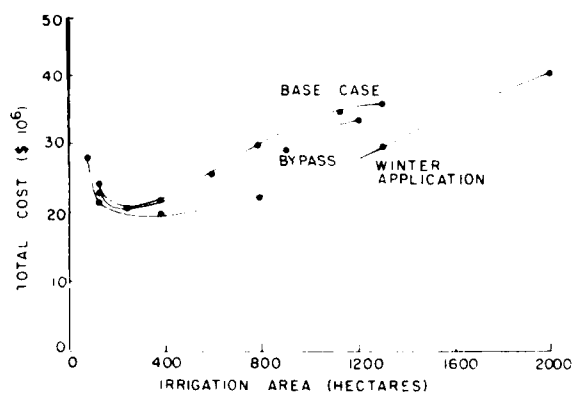 50
40
30
20
10
0
TOTAL COST ($ 10⁶)
BASE CASE
BYPASS
WINTER
APPLICATION
0 400 800 1200 1600 2000
IRRIGATION AREA (HECTARES)